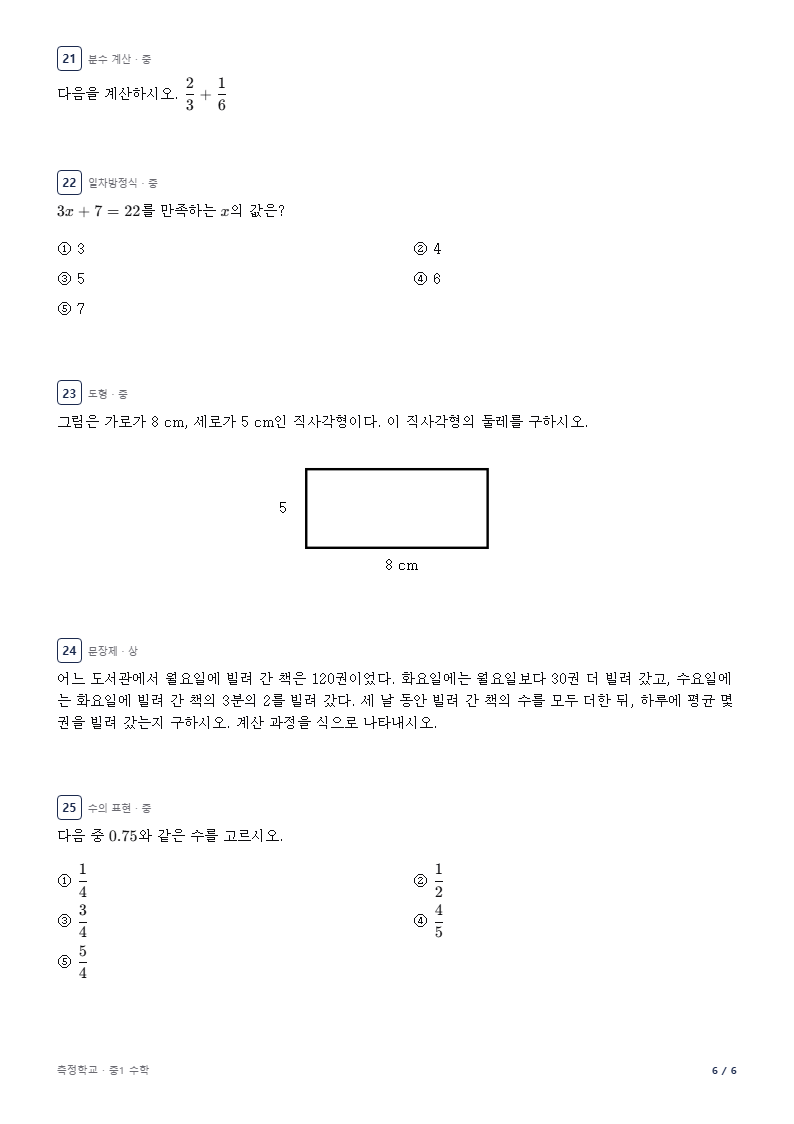 21 분수 계산 · 중
다음을 계산하시오. 2/3 + 1/6
22 일차방정식 · 중
3x + 7 = 22를 만족하는 x의 값은?
① 3 ② 4
③ 5 ④ 6
⑤ 7
23 도형 · 중
그림은 가로가 8 cm, 세로가 5 cm인 직사각형이다. 이 직사각형의 둘레를 구하시오.
5
8 cm
24 문장제 · 상
어느 도서관에서 월요일에 빌려 간 책은 120권이었다. 화요일에는 월요일보다 30권 더 빌려 갔고, 수요일에
는 화요일에 빌려 간 책의 3분의 2를 빌려 갔다. 세 날 동안 빌려 간 책의 수를 모두 더한 뒤, 하루에 평균 몇
권을 빌려 갔는지 구하시오. 계산 과정을 식으로 나타내시오.
25 수의 표현 · 중
다음 중 0.75와 같은 수를 고르시오.
① 1/4 ② 1/2
③ 3/4 ④ 4/5
⑤ 5/4
측정학교 · 중1 수학 6 / 6